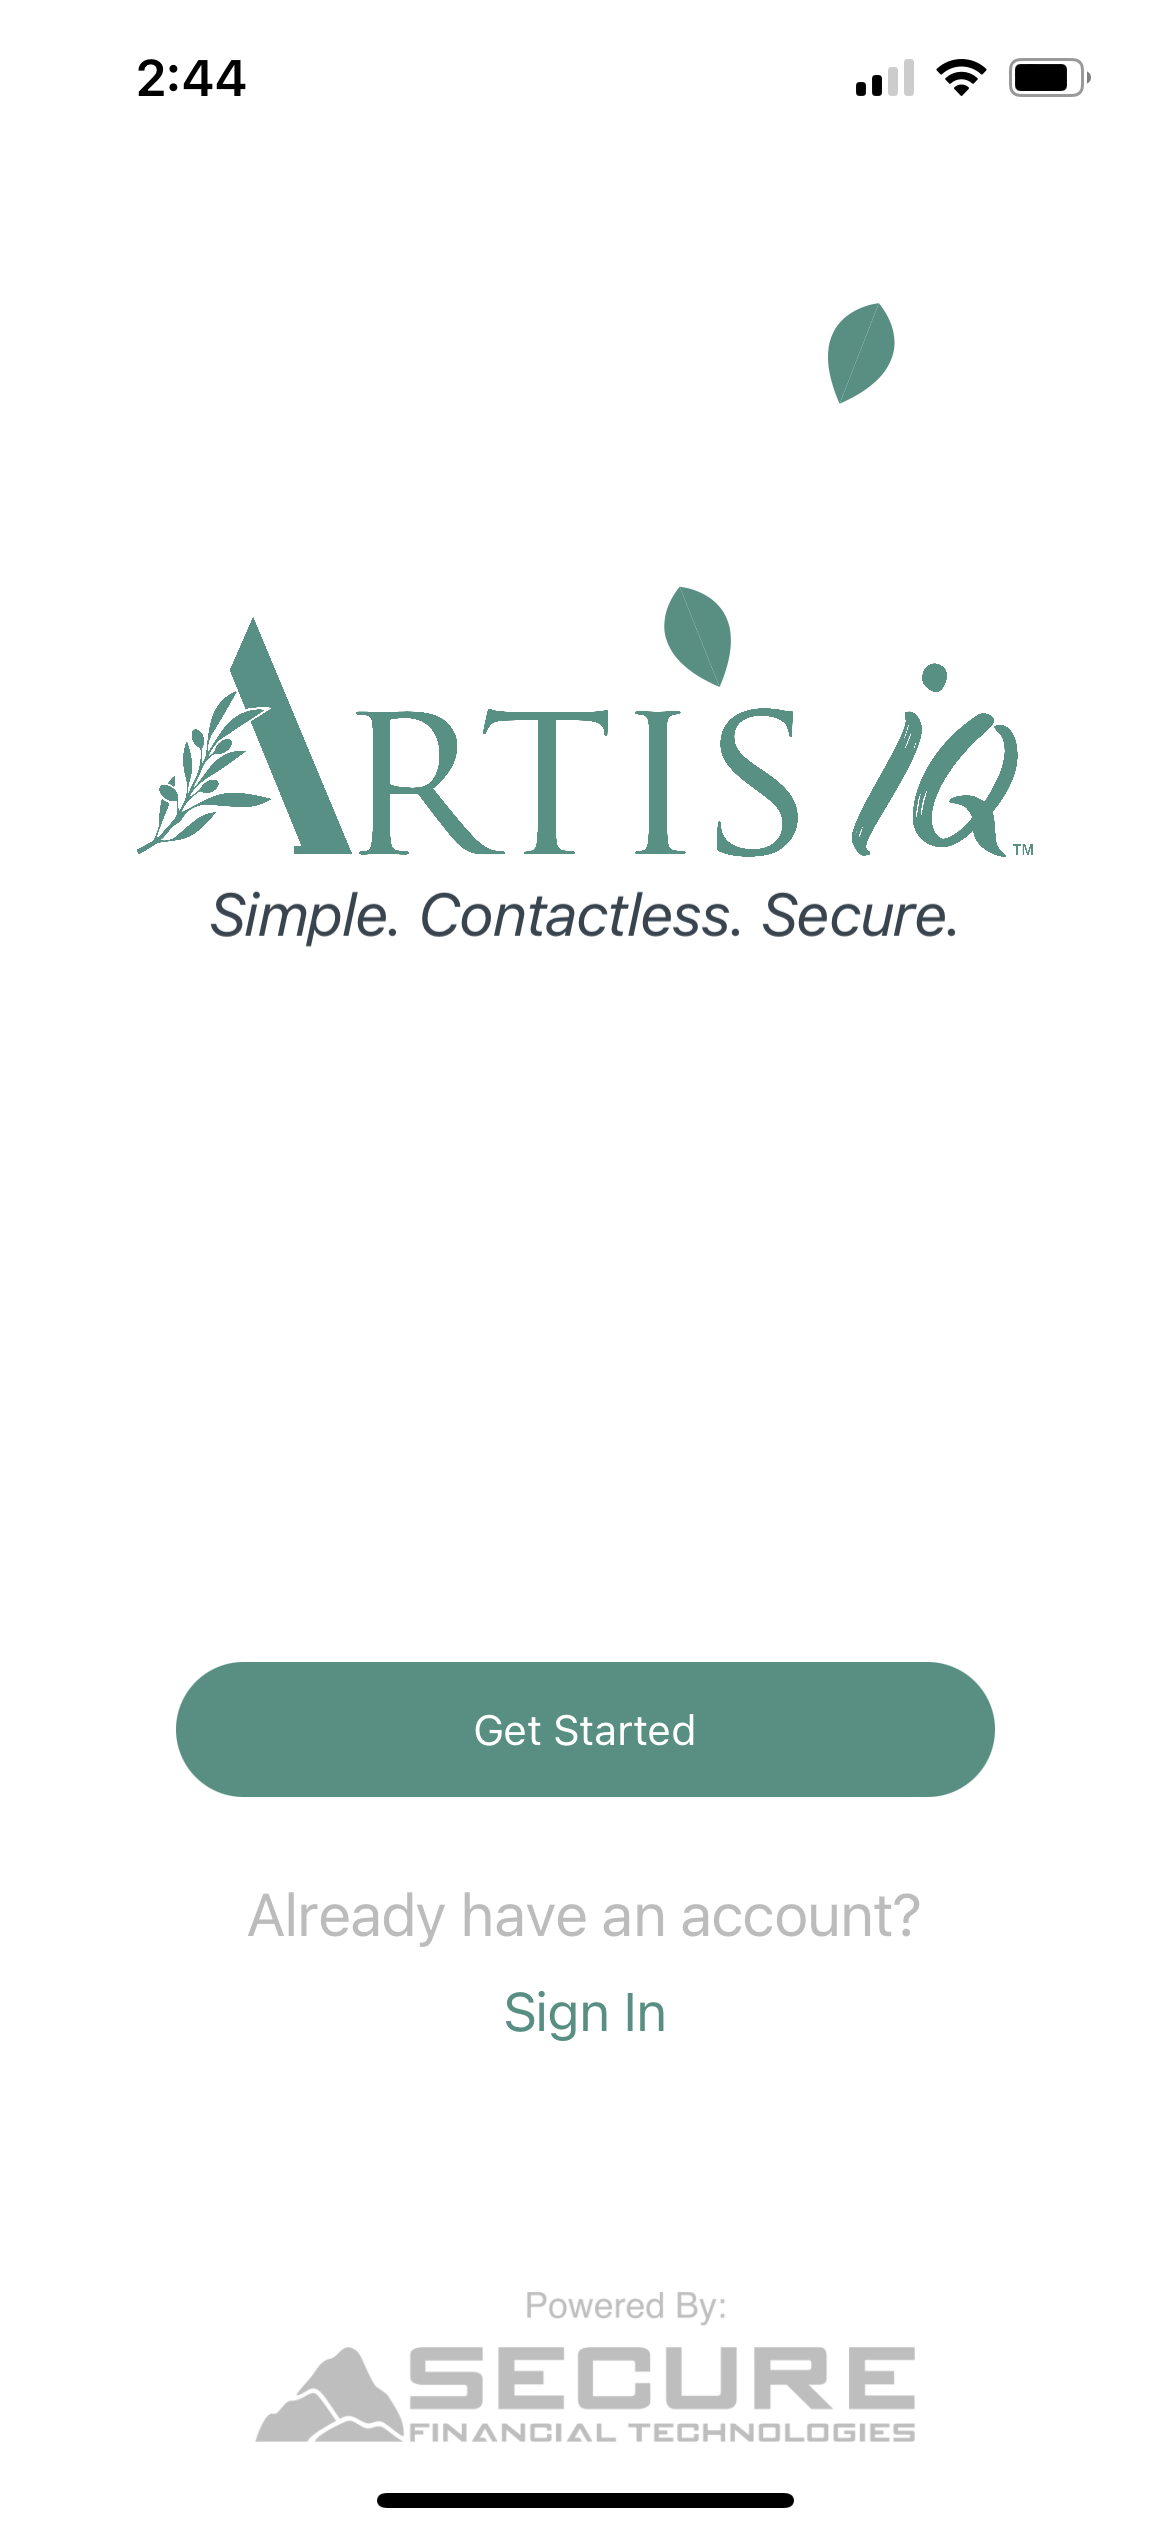 2:44
ARTIS iQ™
Simple. Contactless. Secure.
Get Started
Already have an account?
Sign In
Powered By:
SECURE
FINANCIAL TECHNOLOGIES